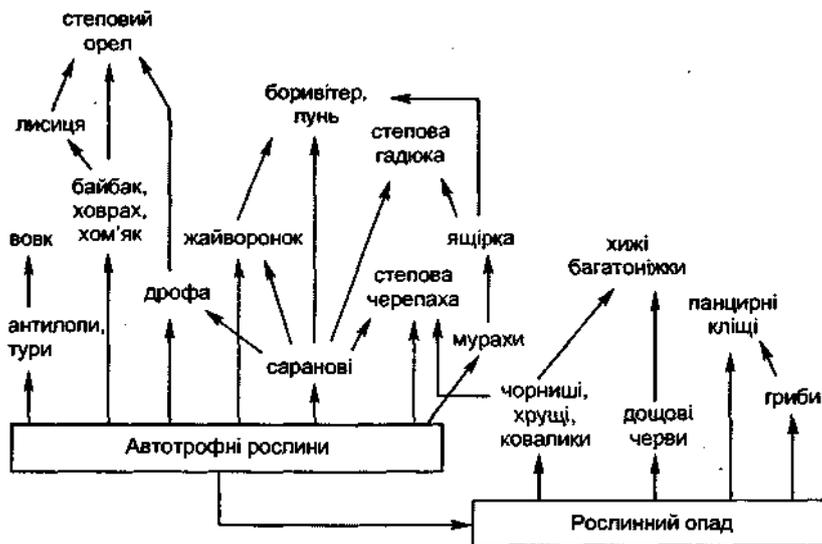 степовий
орел
лисиця
боривітер,
лунь
степова
гадюка
байбак,
ховрах,
хом'як
вовк
жайворонок
ящірка
хижі
багатоніжки
дрофа
степова
черепаха
панцирні
кліщі
антилопи,
тури
мурахи
саранові
чорниші,
хрущі,
ковалики
дощові
черви
гриби
Автотрофні рослини
Рослинний опад